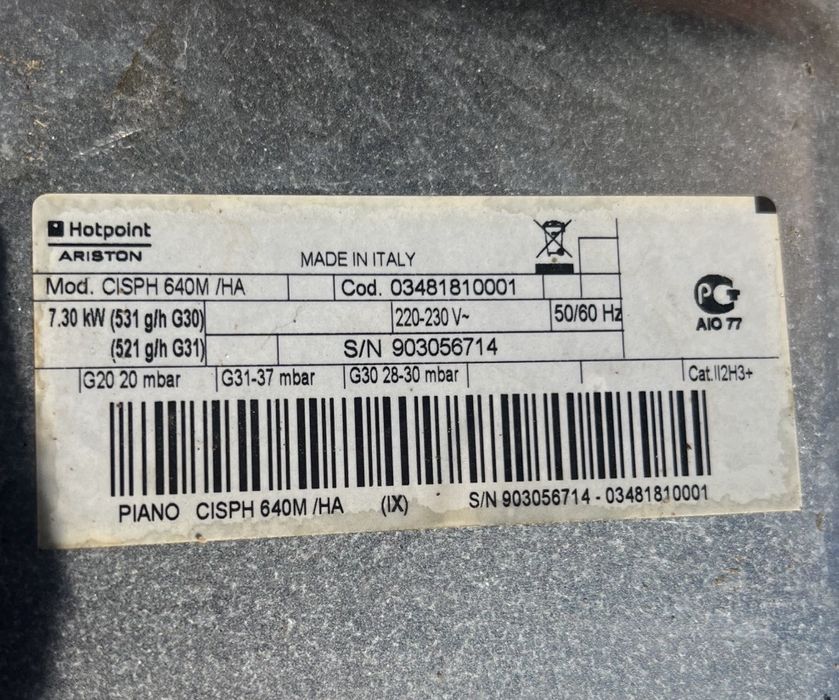 Hotpoint
ARISTON
MADE IN ITALY
Mod. CISPH 640M /HA
Cod. 03481810001
7.30 kW (531 g/h G30)
220-230 V~
50/60 Hz
(521 g/h G31)
S/N 903056714
G20 20 mbar
G31-37 mbar
G30 28-30 mbar
Cat.II2H3+
PCT
АИО 77
PIANO CISPH 640M /HA (IX) S/N 903056714 - 03481810001